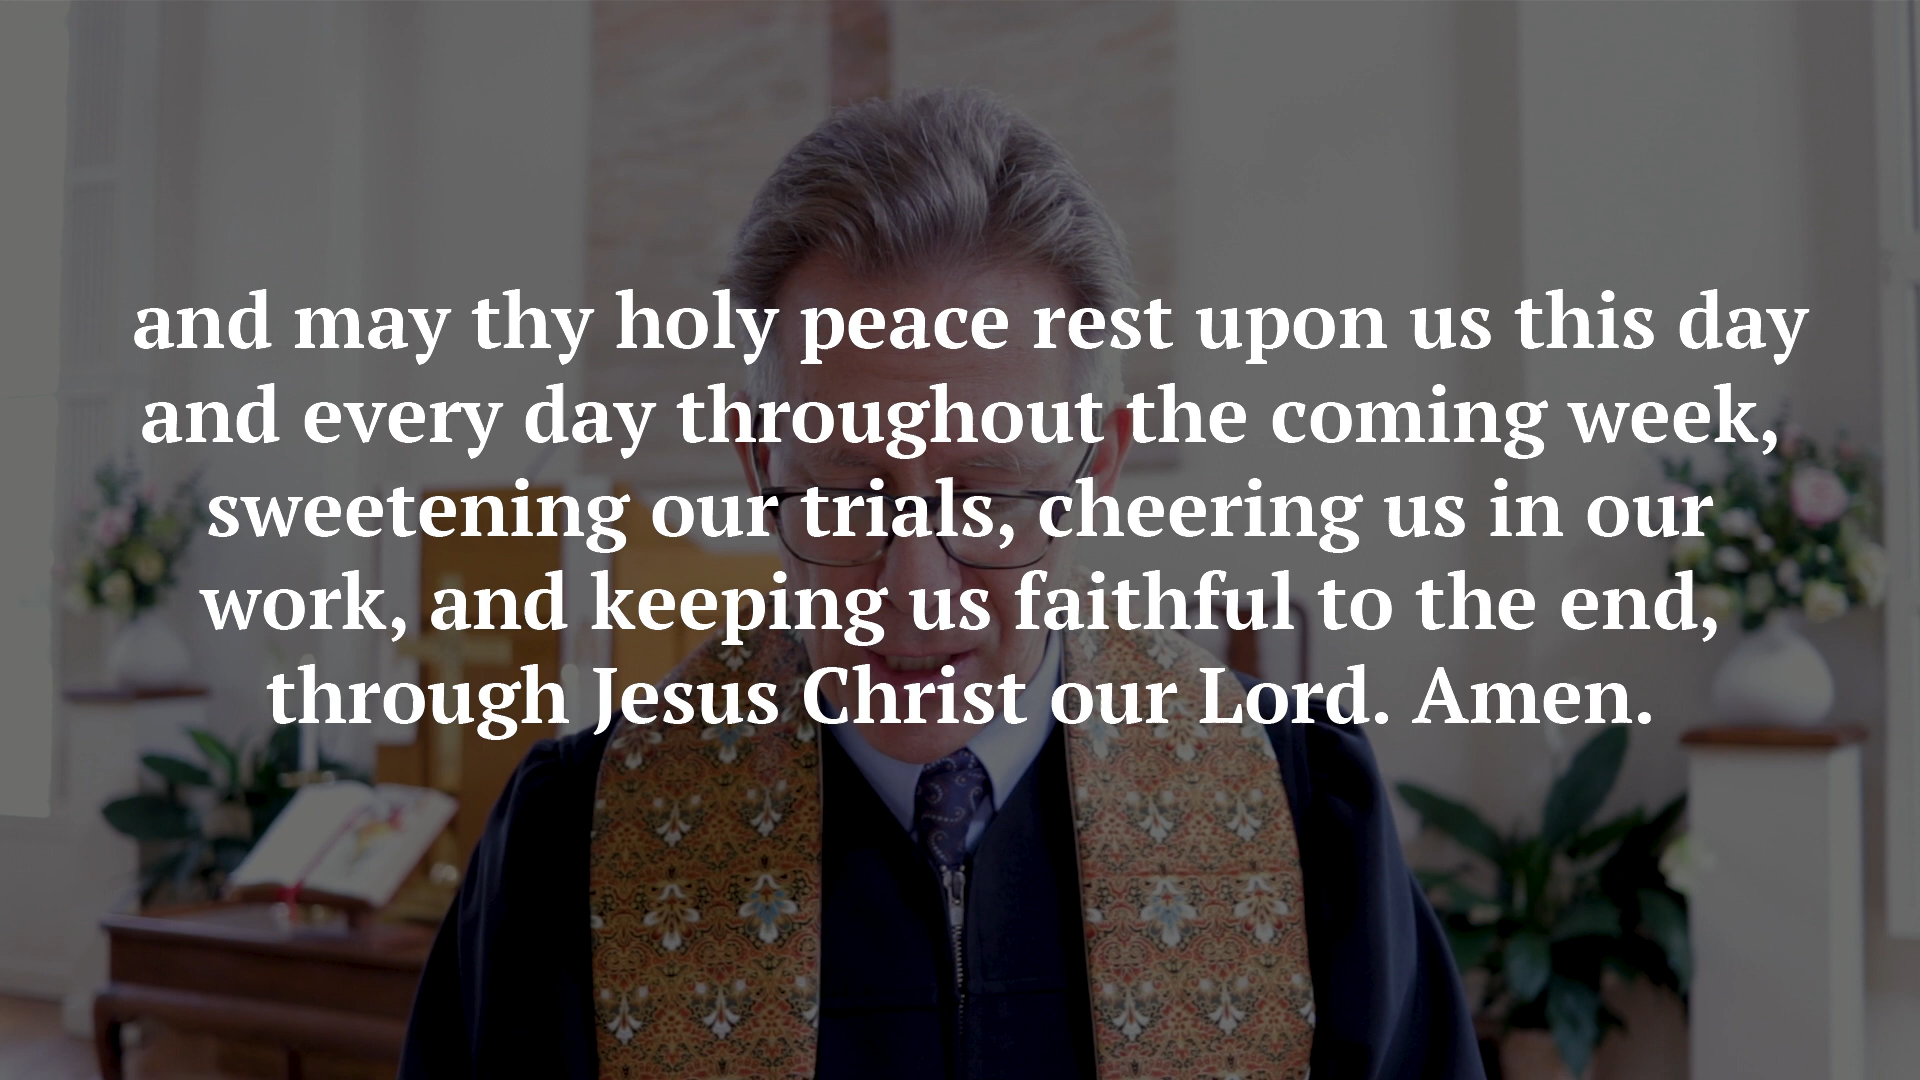 and may thy holy peace rest upon us this day
and every day throughout the coming week,
sweetening our trials, cheering us in our
work, and keeping us faithful to the end,
through Jesus Christ our Lord. Amen.